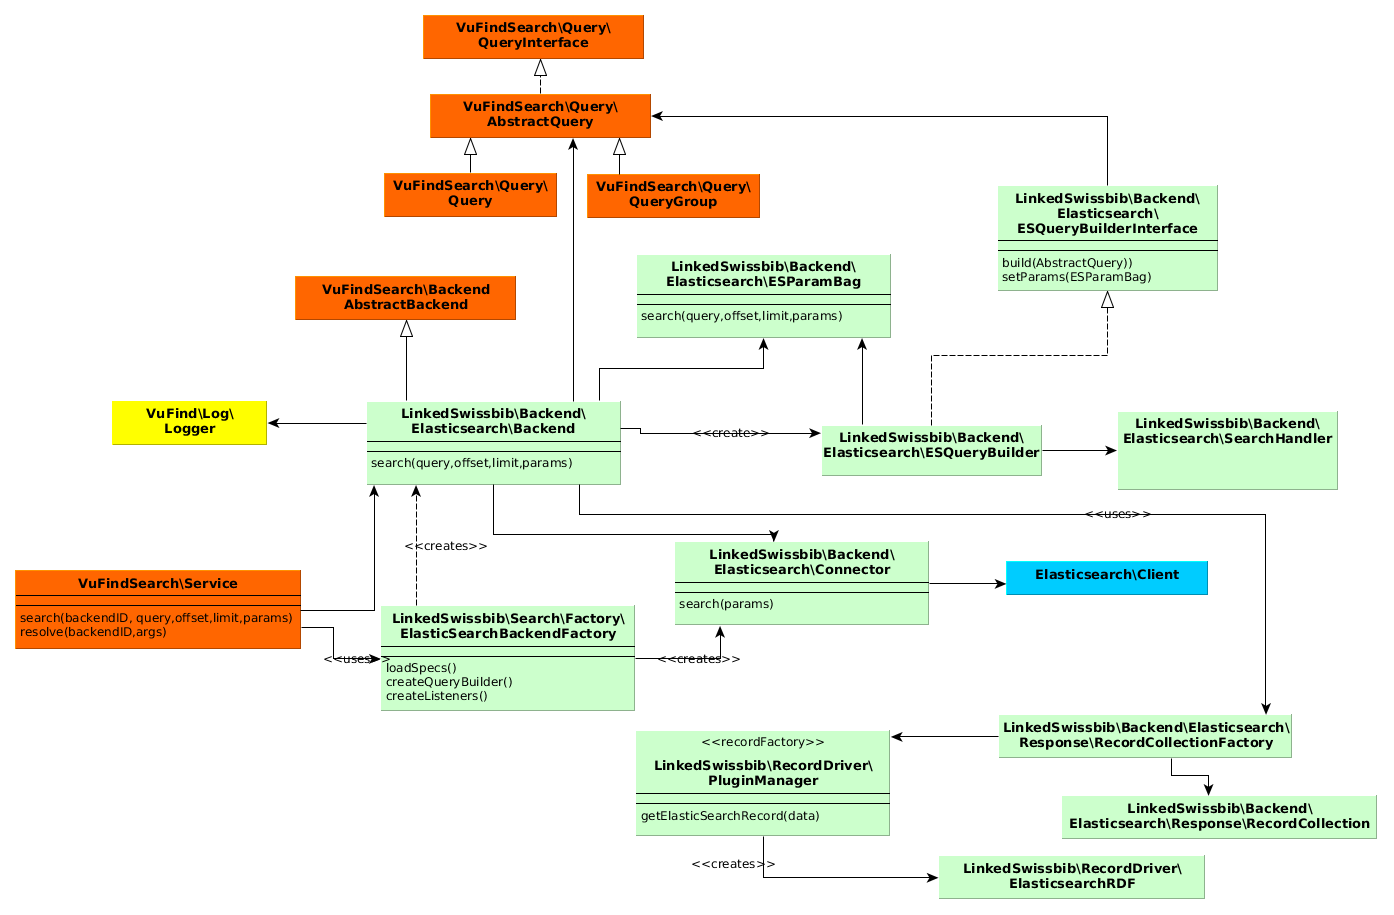 VuFindSearch\Query\
QueryInterface
VuFindSearch\Query\
AbstractQuery
VuFindSearch\Query\
Query
VuFindSearch\Query\
QueryGroup
LinkedSwissbib\Backend\
Elasticsearch\
ESQueryBuilderInterface
build(AbstractQuery))
setParams(ESParamBag)
LinkedSwissbib\Backend\
Elasticsearch\ESParamBag
search(query,offset,limit,params)
VuFindSearch\Backend
AbstractBackend
VuFind\Log\
Logger
LinkedSwissbib\Backend\
Elasticsearch\Backend
search(query,offset,limit,params)
<<create>>
LinkedSwissbib\Backend\
Elasticsearch\ESQueryBuilder
LinkedSwissbib\Backend\
Elasticsearch\SearchHandler
<<uses>>
<<creates>>
LinkedSwissbib\Backend\
Elasticsearch\Connector
search(params)
Elasticsearch\Client
VuFindSearch\Service
search(backendID, query,offset,limit,params)
resolve(backendID,args)
<<uses>>
LinkedSwissbib\Search\Factory\
ElasticSearchBackendFactory
loadSpecs()
createQueryBuilder()
createListeners()
<<creates>>
LinkedSwissbib\Backend\Elasticsearch\
Response\RecordCollectionFactory
<<recordFactory>>
LinkedSwissbib\RecordDriver\
PluginManager
getElasticSearchRecord(data)
LinkedSwissbib\Backend\
Elasticsearch\Response\RecordCollection
<<creates>>
LinkedSwissbib\RecordDriver\
ElasticsearchRDF